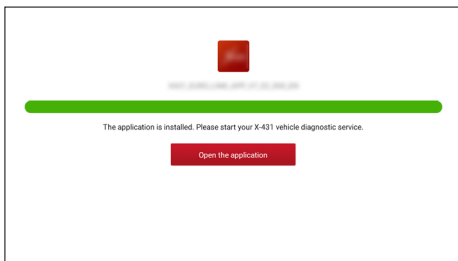 The application is installed. Please start your X-431 vehicle diagnostic service.
Open the application